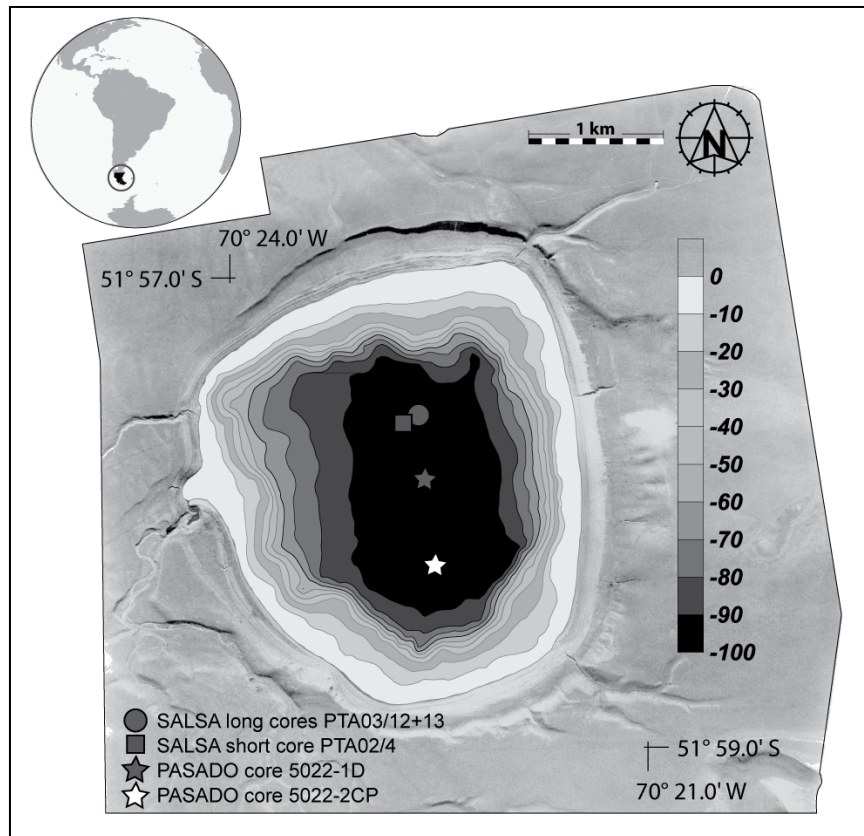 1 km
N
70° 24.0' W
51° 57.0' S
0
-10
-20
-30
-40
-50
-60
-70
-80
-90
-100
SALSA long cores PTA03/12+13
SALSA short core PTA02/4
PASADO core 5022-1D
PASADO core 5022-2CP
51° 59.0' S
70° 21.0' W